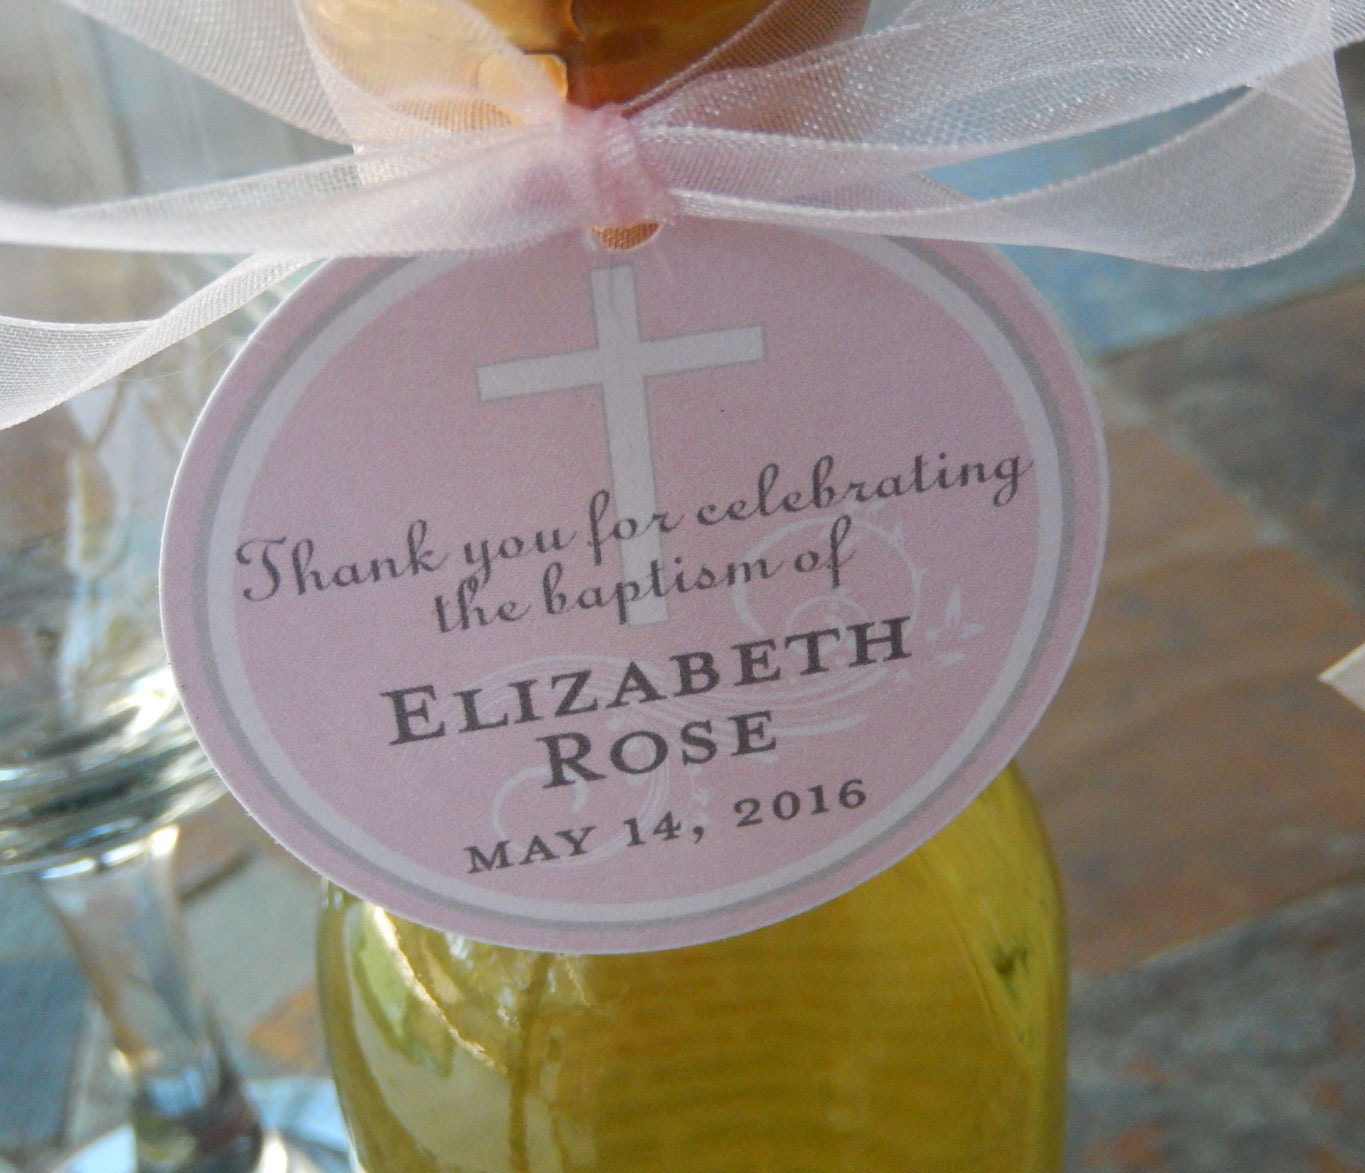 Thank you for celebrating
the baptism of
ELIZABETH
ROSE
MAY 14, 2016